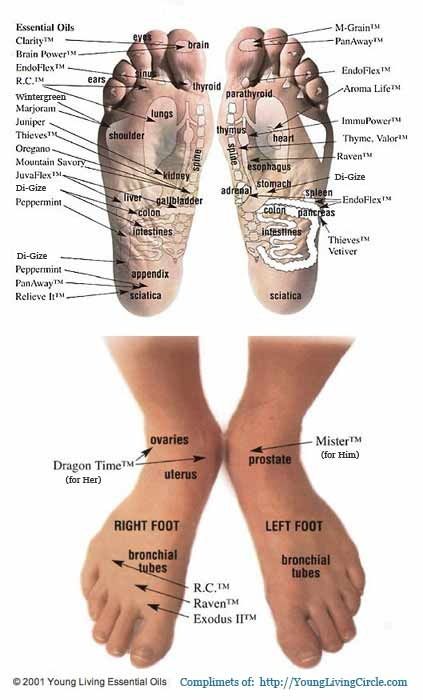 Essential Oils
Clarity™
Brain Power™
EndoFlex™
R.C.™
Wintergreen
Marjoram
Juniper
Thieves™
Oregano
Mountain Savory
JuvaFlex™
Di-Gize
Peppermint
Di-Gize
Peppermint
PanAway™
Relieve It™
eyes
brain
sinus
ears
thyroid
lungs
shoulder
spine
kidney
liver
gallbladder
colon
intestines
appendix
sciatica
parathyroid
thymus
heart
spine
esophagus
stomach
adrenal
spleen
colon
pancreas
intestines
sciatica
M-Grain™
PanAway™
EndoFlex™
Aroma Life™
ImmuPower™
Thyme, Valor™
Raven™
Di-Gize
EndoFlex™
Thieves™
Vetiver
ovaries
Dragon Time™
(for Her)
uterus
Mister™
(for Him)
prostate
RIGHT FOOT
LEFT FOOT
bronchial
tubes
bronchial
tubes
R.C.™
Raven™
Exodus II™
© 2001 Young Living Essential Oils
Complimets of: http://YoungLivingCircle.com